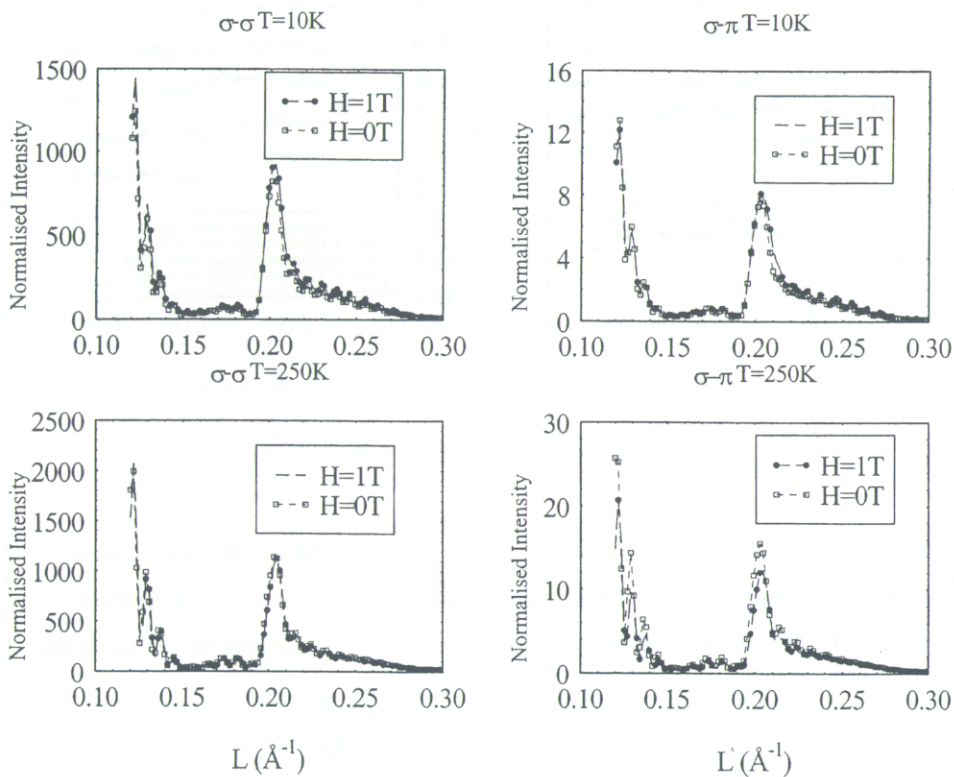 σ-σ T=10K
σ-π T=10K
Normalised Intensity
1500
1000
500
0
0.10 0.15 0.20 0.25 0.30
H=1T
H=0T
Normalised Intensity
16
12
8
4
0
0.10 0.15 0.20 0.25 0.30
H=1T
H=0T
σ-σ T=250K
σ–π T=250K
Normalised Intensity
2500
2000
1500
1000
500
0
0.10 0.15 0.20 0.25 0.30
H=1T
H=0T
L (Å⁻¹)
Normalised Intensity
30
20
10
0
0.10 0.15 0.20 0.25 0.30
H=1T
H=0T
L (Å⁻¹)